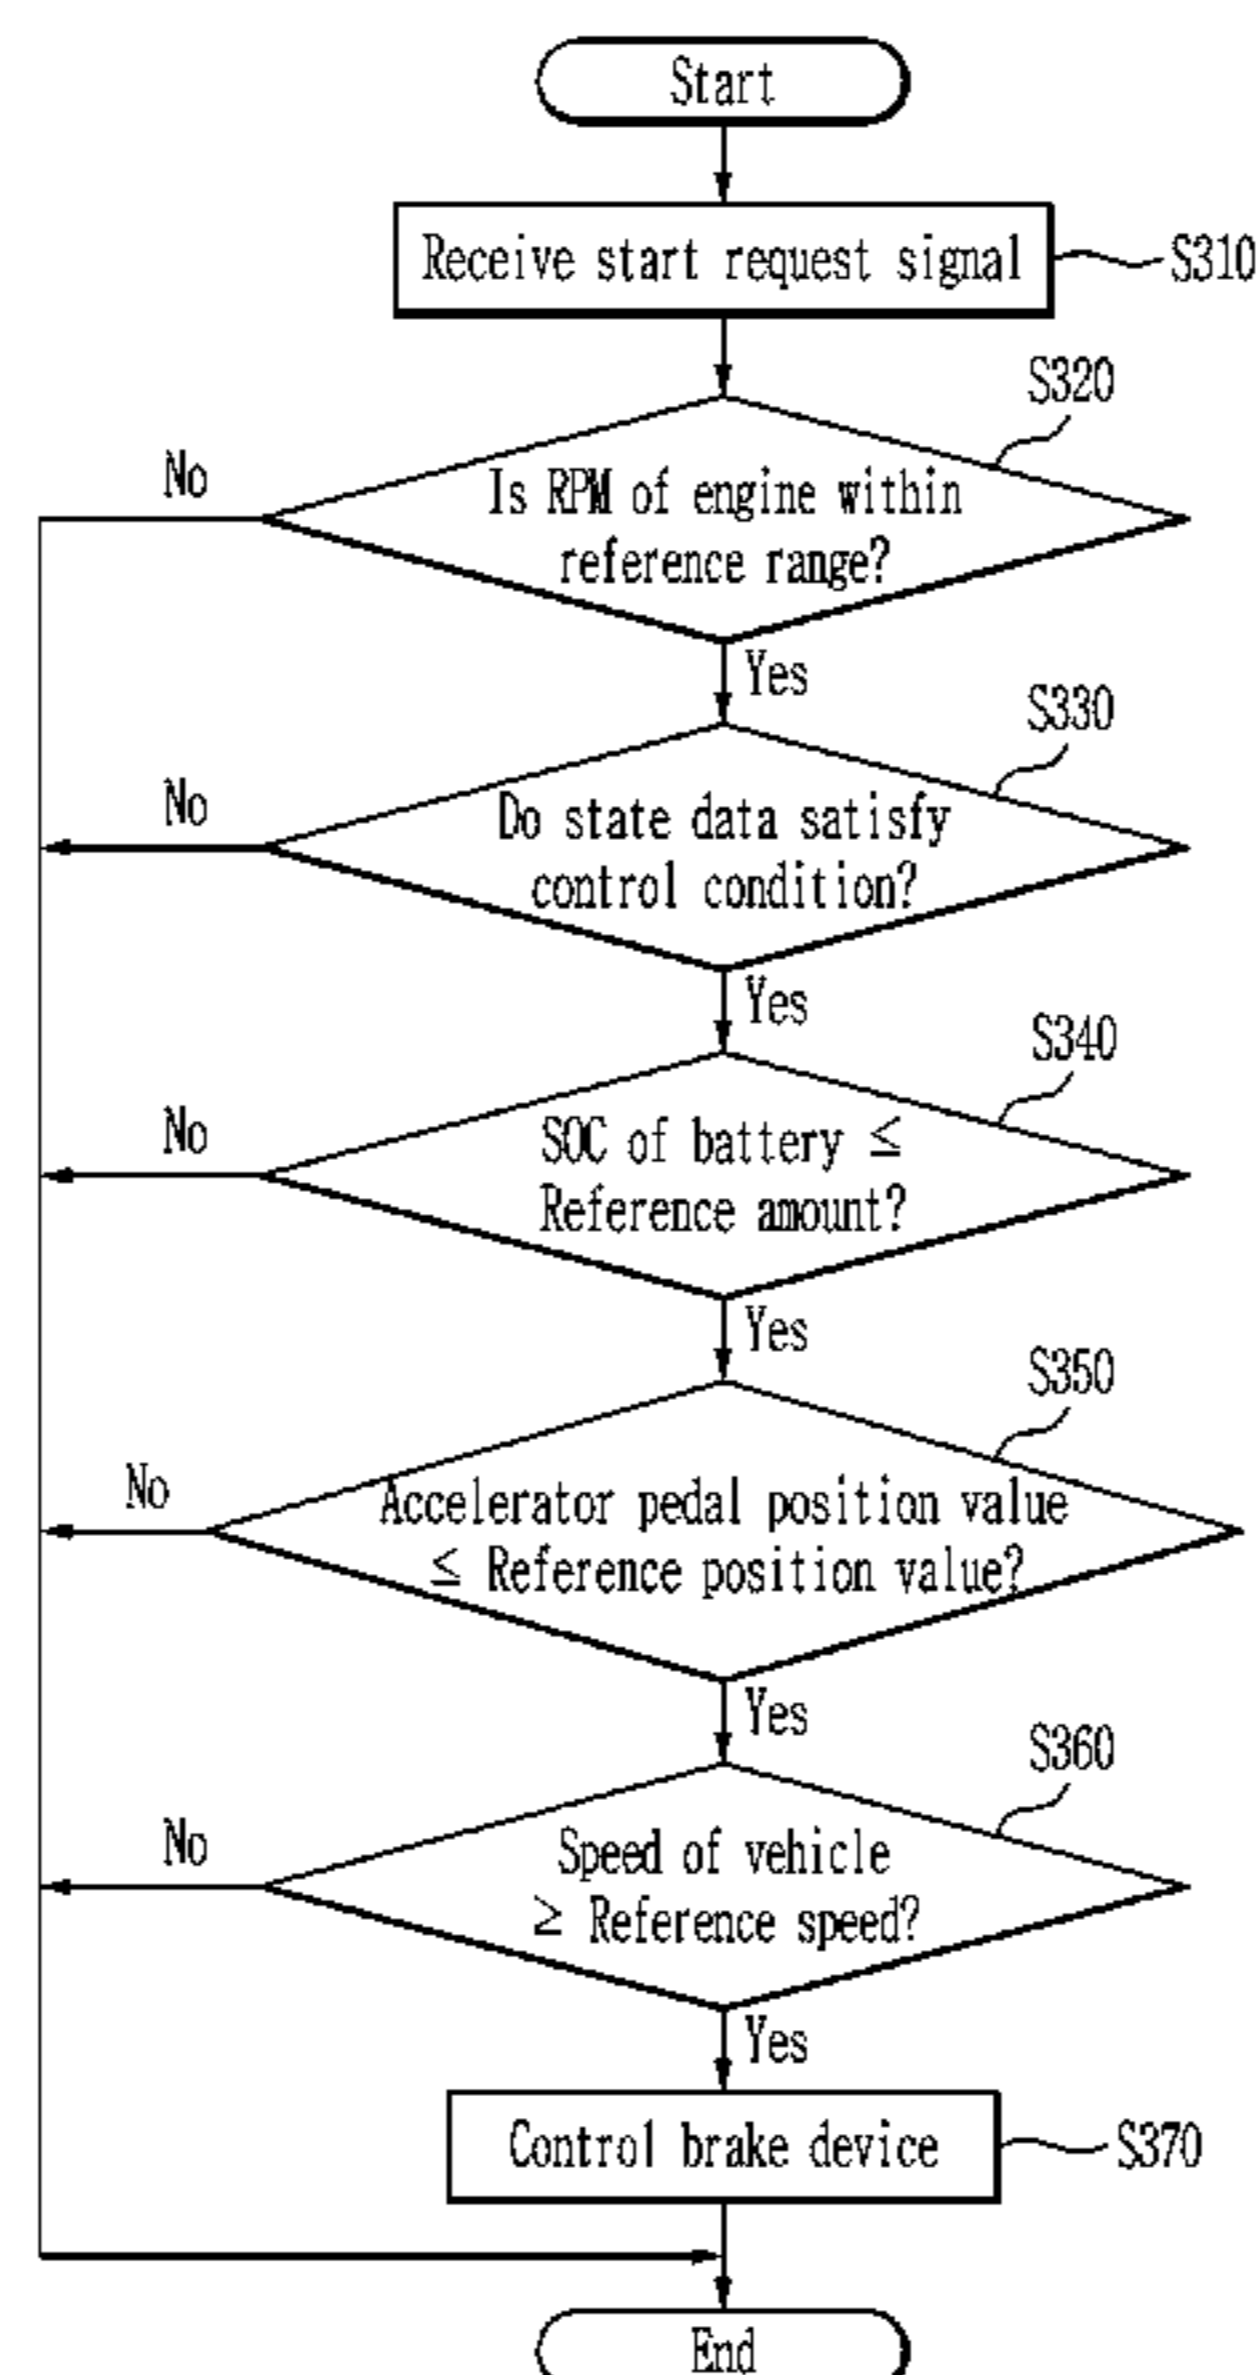 Start
Receive start request signal
S310
S320
No
Is RPM of engine within
reference range?
Yes
S330
No
Do state data satisfy
control condition?
Yes
S340
No
SOC of battery ≤
Reference amount?
Yes
S350
No
Accelerator pedal position value
≤ Reference position value?
Yes
S360
No
Speed of vehicle
≥ Reference speed?
Yes
Control brake device
S370
End